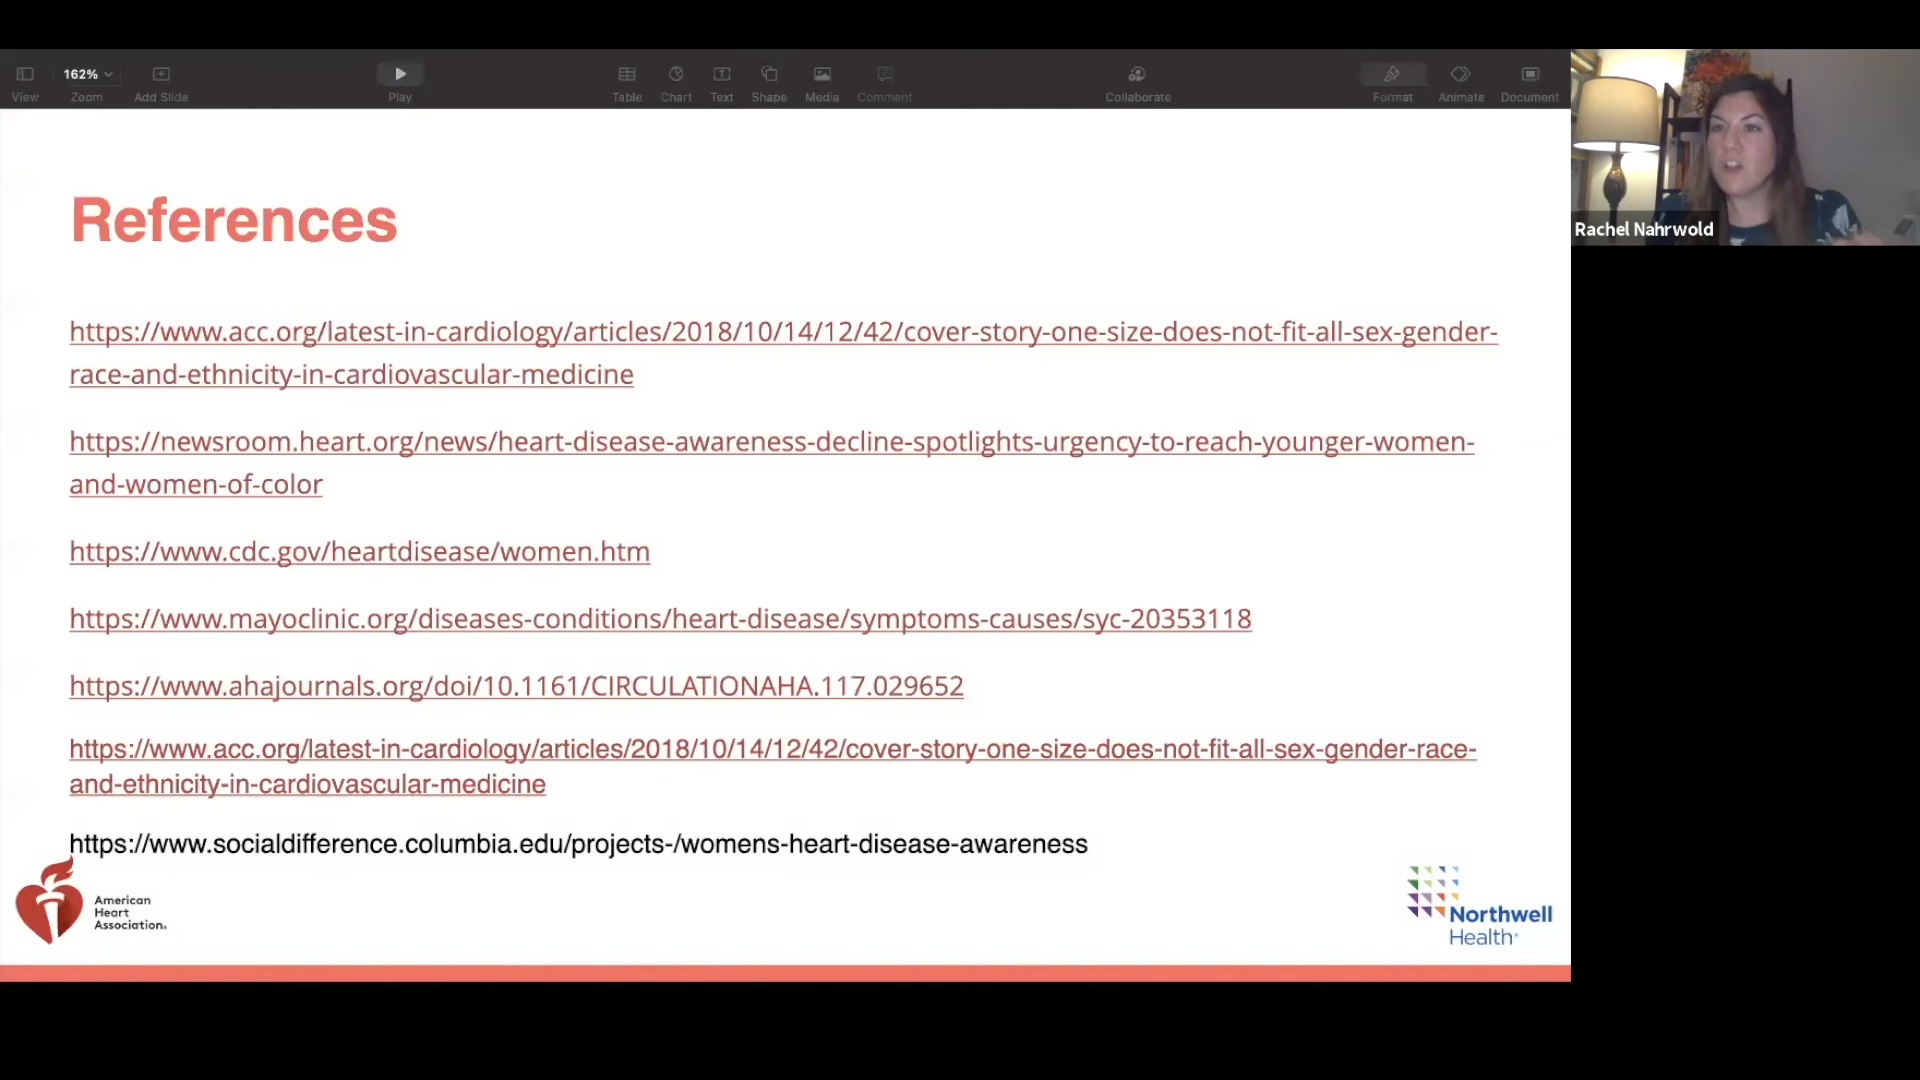 162%
View
Zoom
Add Slide
Play
Table
Chart
Text
Shape
Media
Comment
Collaborate
Format
Animate
Document
Rachel Nahrwold
References
https://www.acc.org/latest-in-cardiology/articles/2018/10/14/12/42/cover-story-one-size-does-not-fit-all-sex-gender-
race-and-ethnicity-in-cardiovascular-medicine
https://newsroom.heart.org/news/heart-disease-awareness-decline-spotlights-urgency-to-reach-younger-women-
and-women-of-color
https://www.cdc.gov/heartdisease/women.htm
https://www.mayoclinic.org/diseases-conditions/heart-disease/symptoms-causes/syc-20353118
https://www.ahajournals.org/doi/10.1161/CIRCULATIONAHA.117.029652
https://www.acc.org/latest-in-cardiology/articles/2018/10/14/12/42/cover-story-one-size-does-not-fit-all-sex-gender-race-
and-ethnicity-in-cardiovascular-medicine
https://www.socialdifference.columbia.edu/projects-/womens-heart-disease-awareness
American
Heart
Association.
Northwell
Health